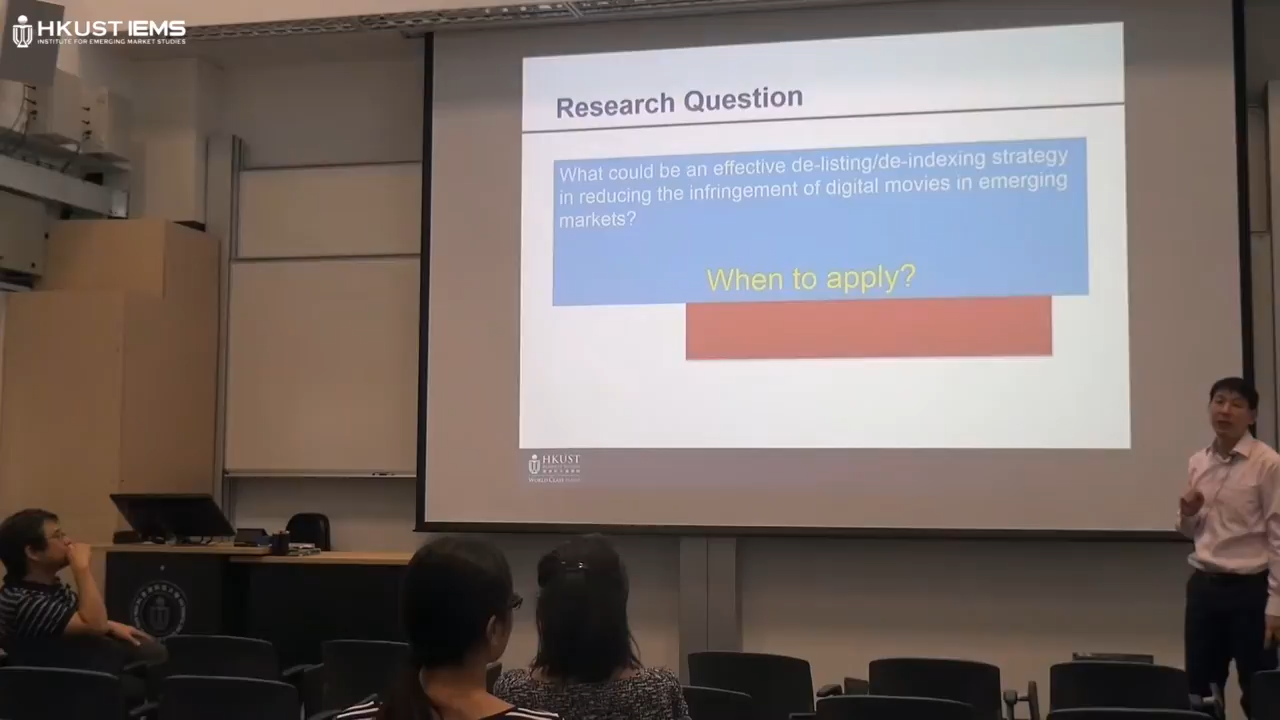 HKUST IEMS
INSTITUTE FOR EMERGING MARKET STUDIES
Research Question
What could be an effective de-listing/de-indexing strategy
in reducing the infringement of digital movies in emerging
markets?
When to apply?
HKUST